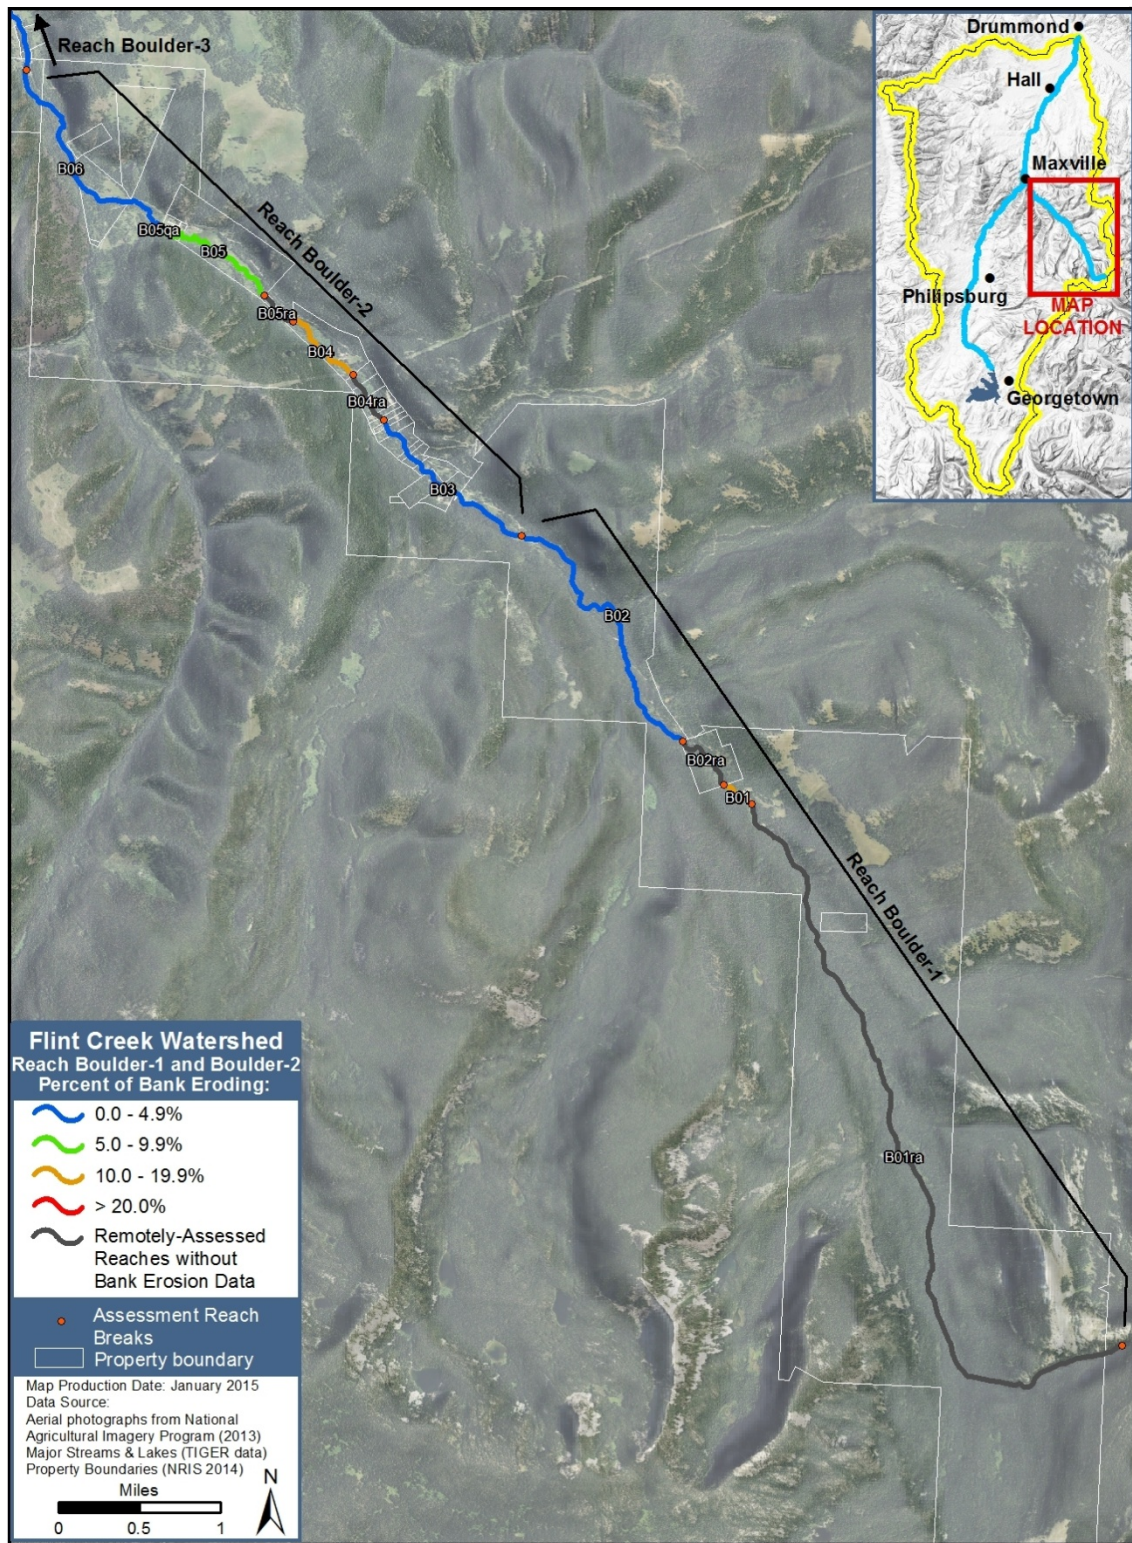 Reach Boulder-3
Drummond
Hall
Maxville
Philipsburg
MAP
LOCATION
Georgetown
B06
Reach Boulder-2
B05qa
B05
B05ra
B04
B04ra
B03
B02
B02ra
B01
Reach Boulder-1
B01ra
Flint Creek Watershed
Reach Boulder-1 and Boulder-2
Percent of Bank Eroding:
0.0 - 4.9%
5.0 - 9.9%
10.0 - 19.9%
> 20.0%
Remotely-Assessed
Reaches without
Bank Erosion Data
Assessment Reach
Breaks
Property boundary
Map Production Date: January 2015
Data Source:
Aerial photographs from National
Agricultural Imagery Program (2013)
Major Streams & Lakes (TIGER data)
Property Boundaries (NRIS 2014)
Miles
N
0 0.5 1